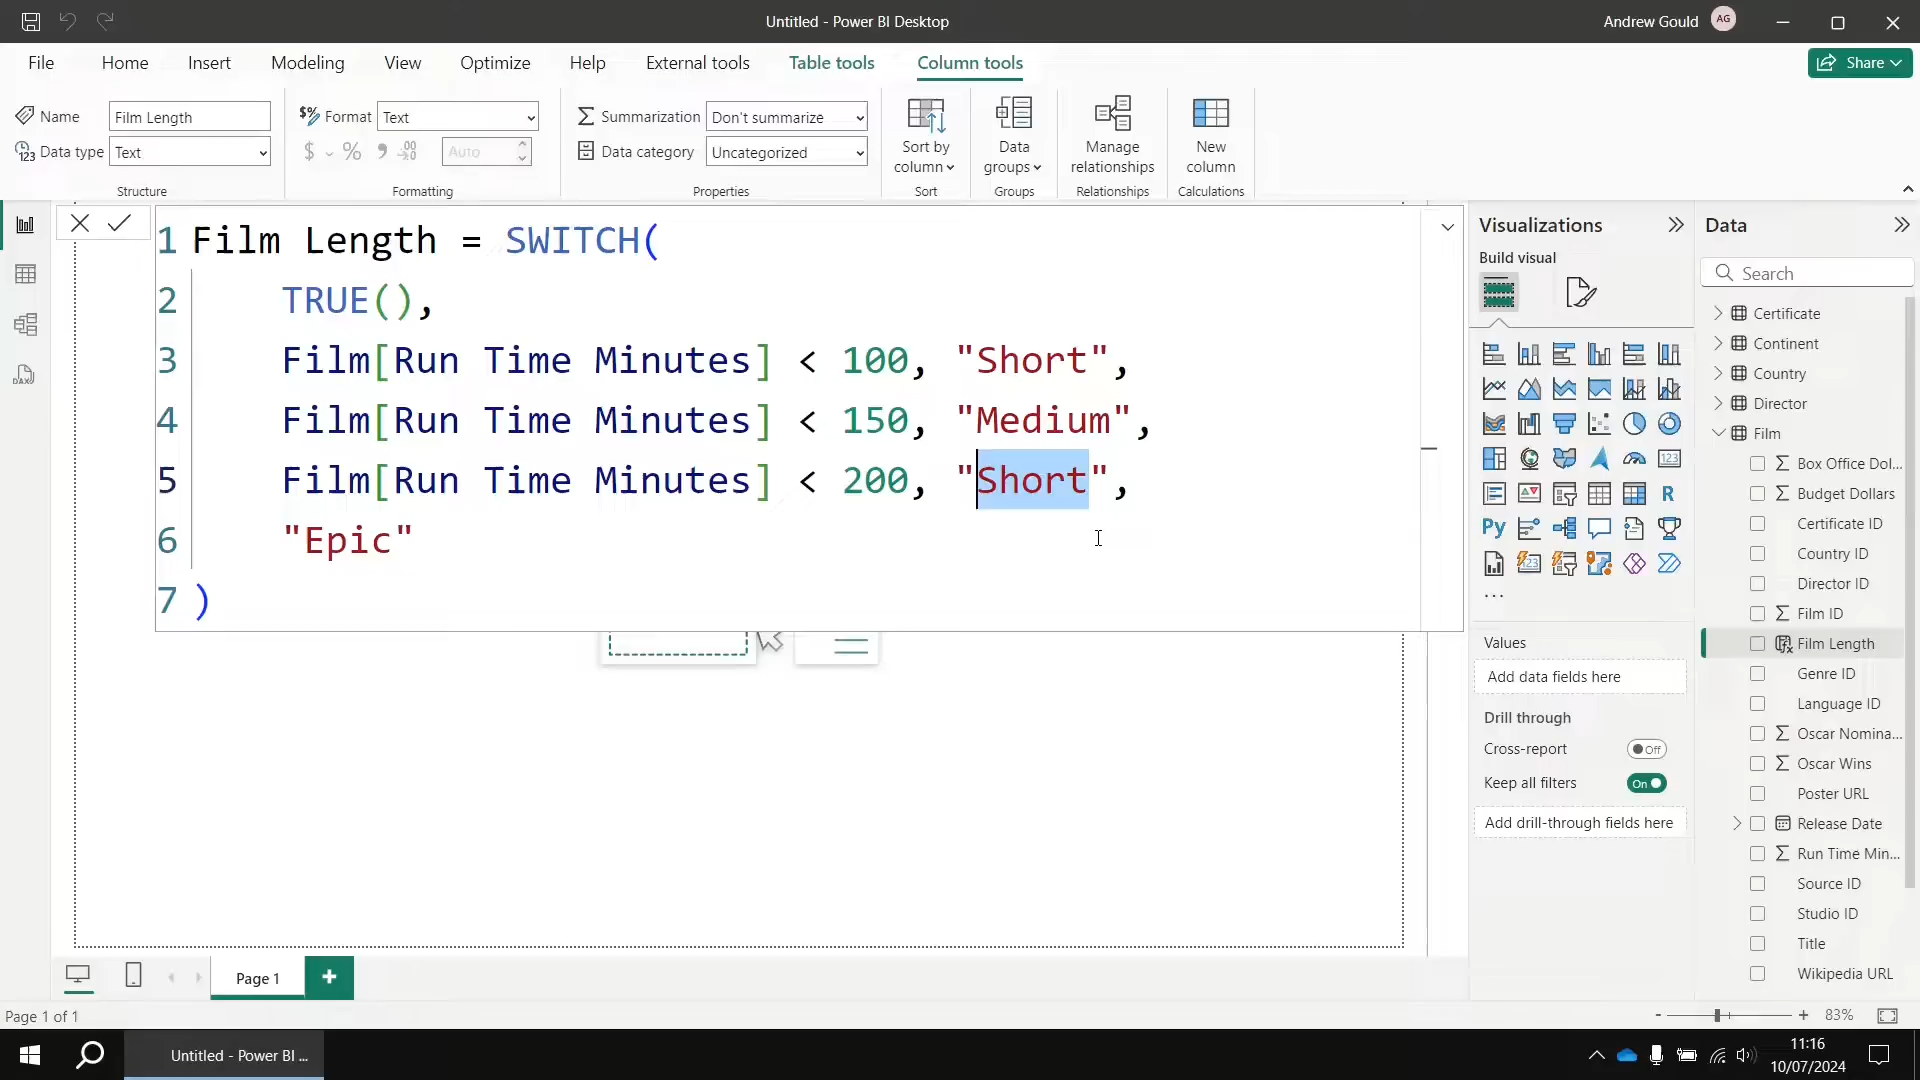 Untitled - Power BI Desktop
Andrew Gould AG
File Home Insert Modeling View Optimize Help External tools Table tools Column tools
Share
Name Film Length
Format Text
Summarization Don't summarize
Data type Text
$ % Auto
Data category Uncategorized
Sort by column
Data groups
Manage relationships
New column
Structure Formatting Properties Sort Groups Relationships Calculations
1 Film Length = SWITCH(
2 TRUE(),
3 Film[Run Time Minutes] < 100, "Short",
4 Film[Run Time Minutes] < 150, "Medium",
5 Film[Run Time Minutes] < 200, "Short",
6 "Epic"
7 )
Visualizations
Build visual
123
R
Py
...
Values
Add data fields here
Drill through
Cross-report Off
Keep all filters On
Add drill-through fields here
Data
Search
Certificate
Continent
Country
Director
Film
Box Office Dol...
Budget Dollars
Certificate ID
Country ID
Director ID
Film ID
Film Length
Genre ID
Language ID
Oscar Nomina...
Oscar Wins
Poster URL
Release Date
Run Time Min...
Source ID
Studio ID
Title
Wikipedia URL
Page 1 +
Page 1 of 1
- + 83%
Untitled - Power BI ...
11:16
10/07/2024